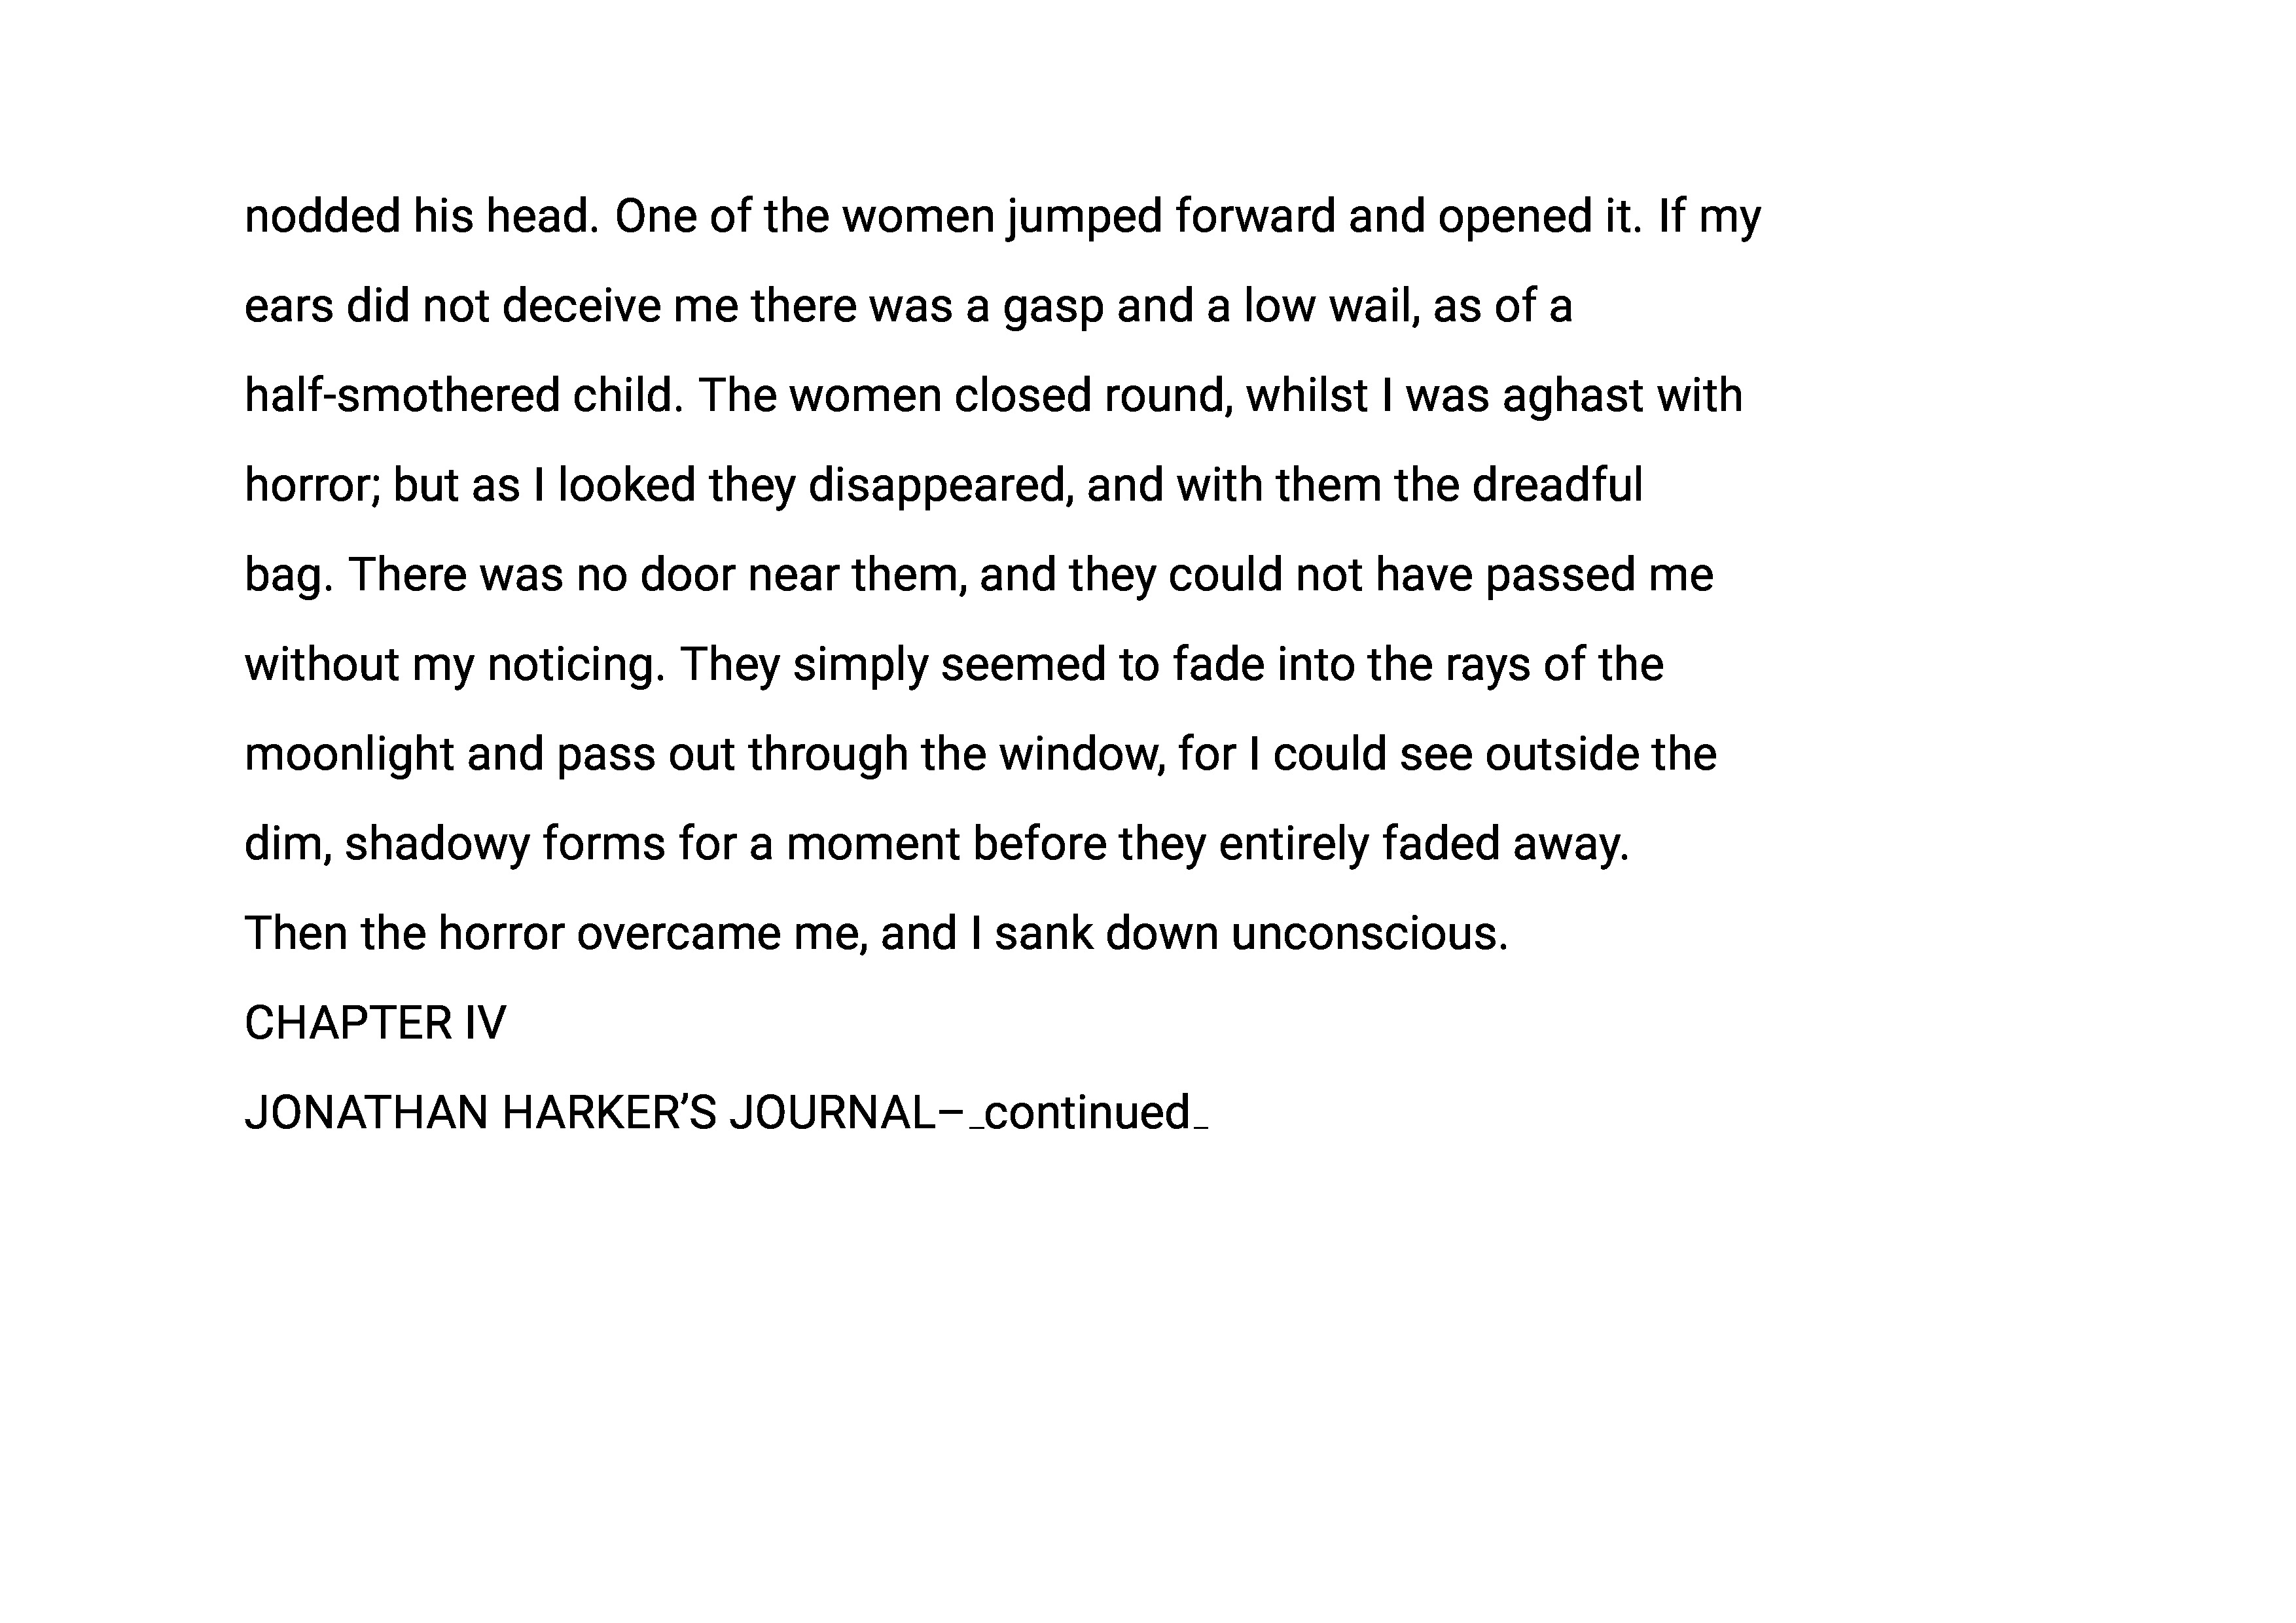 nodded his head. One of the women jumped forward and opened it. If my
ears did not deceive me there was a gasp and a low wail, as of a
half-smothered child. The women closed round, whilst I was aghast with
horror; but as I looked they disappeared, and with them the dreadful
bag. There was no door near them, and they could not have passed me
without my noticing. They simply seemed to fade into the rays of the
moonlight and pass out through the window, for I could see outside the
dim, shadowy forms for a moment before they entirely faded away.
Then the horror overcame me, and I sank down unconscious.
CHAPTER IV
JONATHAN HARKER’S JOURNAL–_continued_